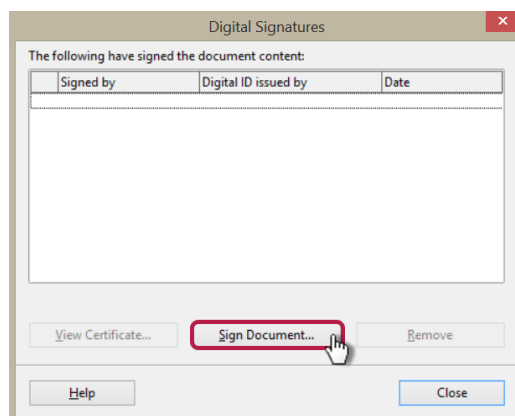 Digital Signatures
The following have signed the document content:
Signed by Digital ID issued by Date
View Certificate... Sign Document... Remove
Help Close